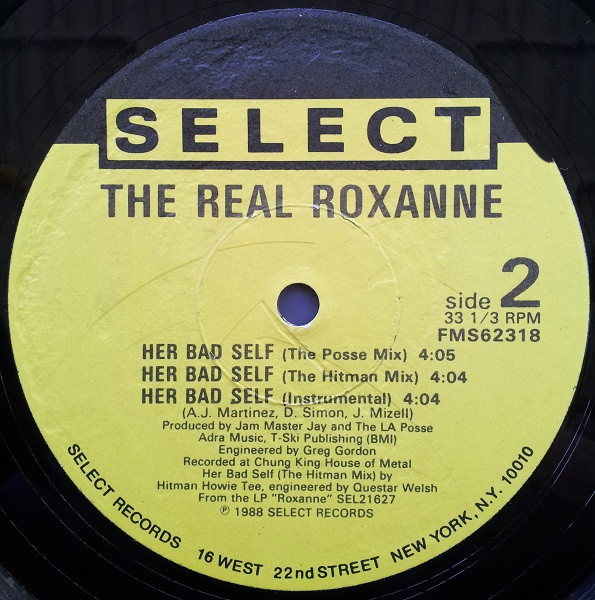 SELECT
THE REAL ROXANNE
side 2
33 1/3 RPM
FMS62318
HER BAD SELF (The Posse Mix) 4:05
HER BAD SELF (The Hitman Mix) 4:04
HER BAD SELF (Instrumental) 4:04
(A.J. Martinez, D. Simon, J. Mizell)
Produced by Jam Master Jay and The LA Posse
Adra Music, T-Ski Publishing (BMI)
Engineered by Greg Gordon
Recorded at Chung King House of Metal
Her Bad Self (The Hitman Mix) by
Hitman Howie Tee, engineered by Questar Welsh
From the LP "Roxanne" SEL21627
℗ 1988 SELECT RECORDS
SELECT RECORDS 16 WEST 22nd STREET NEW YORK, N.Y. 10010